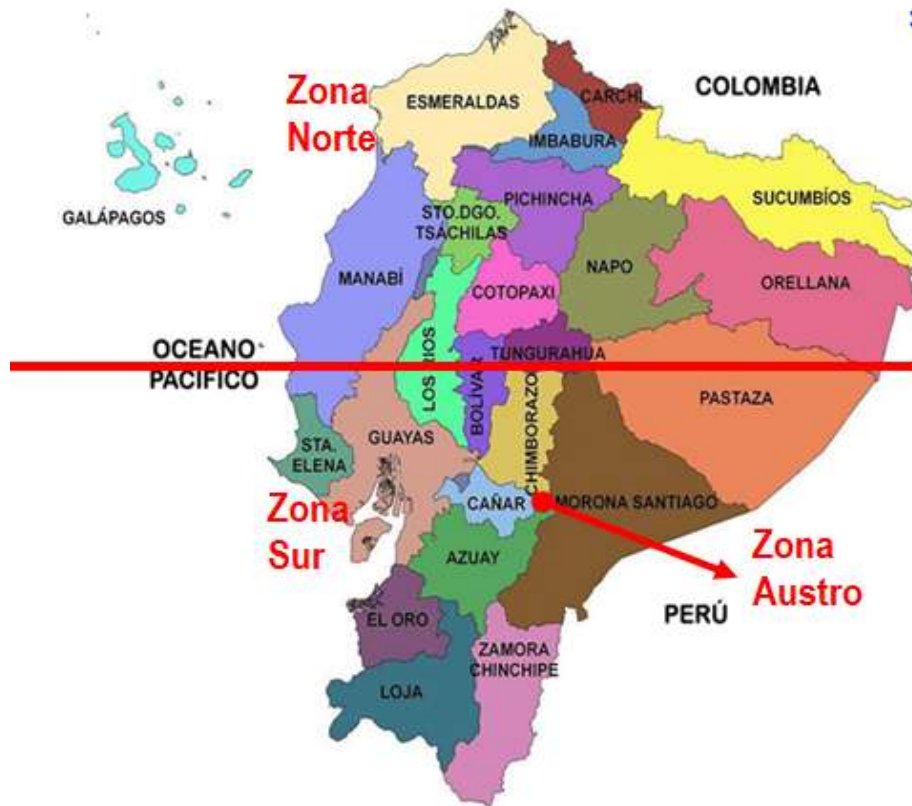 Zona
Norte
ESMERALDAS
CARCHI
COLOMBIA
IMBABURA
GALÁPAGOS
PICHINCHA
SUCUMBÍOS
STO.DGO.
TSÁCHILAS
MANABÍ
NAPO
ORELLANA
COTOPAXI
OCEANO
PACIFICO
TUNGURAHUA
LOS RIOS
BOLIVAR
CHIMBORAZO
PASTAZA
GUAYAS
STA.
ELENA
Zona
Sur
CAÑAR
MORONA SANTIAGO
Zona
Austro
AZUAY
PERÚ
EL ORO
ZAMORA
CHINCHIPE
LOJA